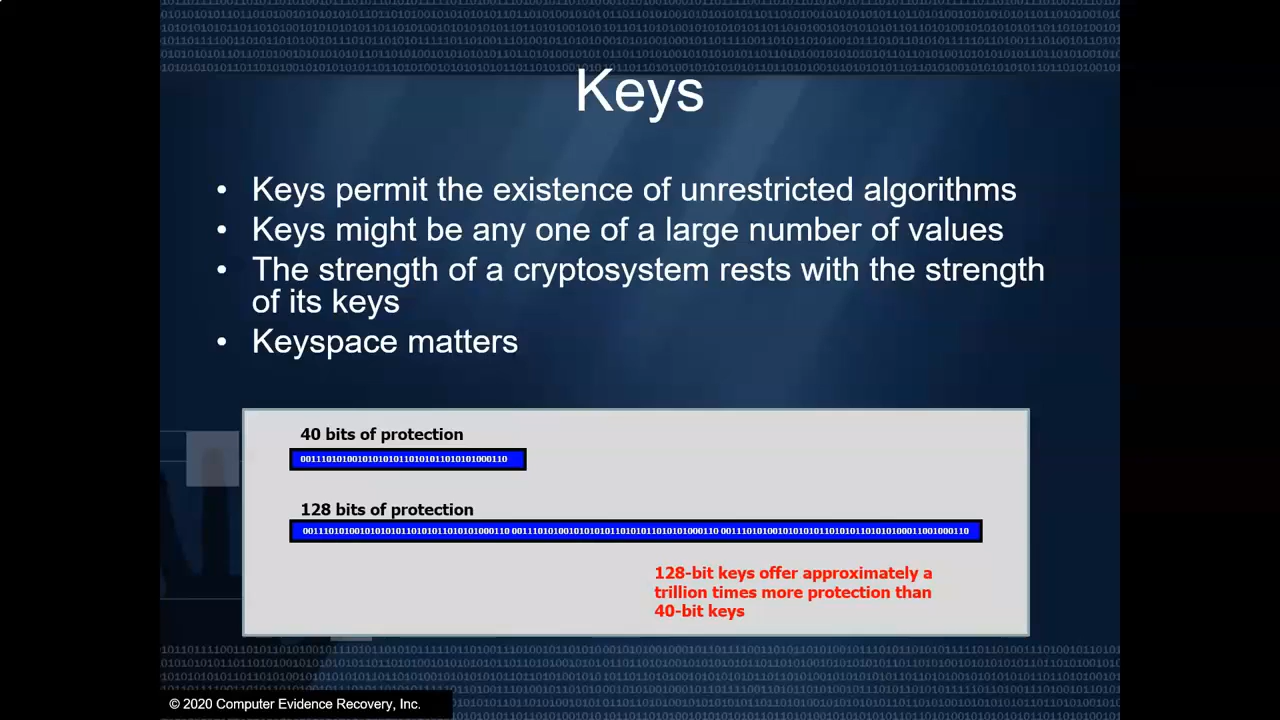 Keys
• Keys permit the existence of unrestricted algorithms
• Keys might be any one of a large number of values
• The strength of a cryptosystem rests with the strength
of its keys
• Keyspace matters
40 bits of protection
128 bits of protection
128-bit keys offer approximately a
trillion times more protection than
40-bit keys
© 2020 Computer Evidence Recovery, Inc.